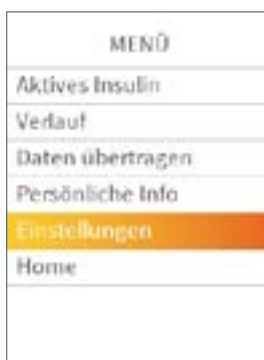 MENÜ
Aktives Insulin
Verlauf
Daten übertragen
Persönliche Info
Einstellungen
Home